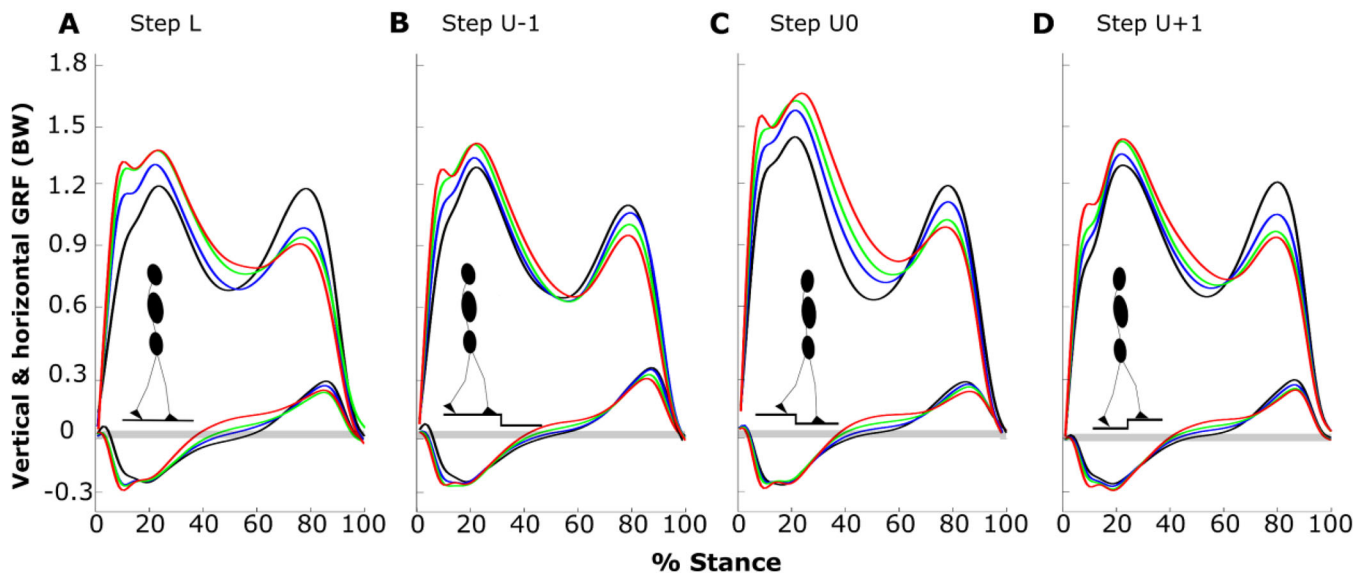 A Step L
B Step U-1
C Step U0
D Step U+1
Vertical & horizontal GRF (BW)
1.8
1.5
1.2
0.9
0.6
0.3
0
-0.3
0 20 40 60 80 100
0 20 40 60 80 100
0 20 40 60 80 100
0 20 40 60 80 100
% Stance